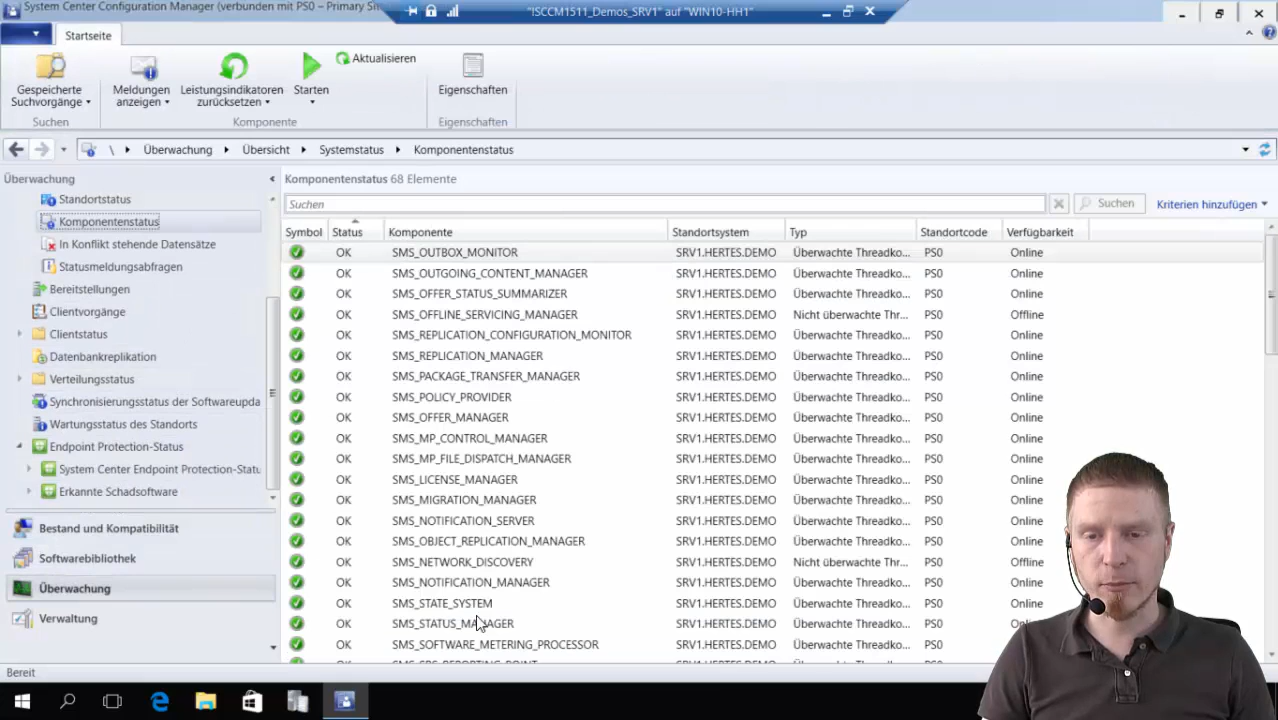 System Center Configuration Manager (verbunden mit PS0 – Primary
"ISCCM1511_Demos_SRV1" auf "WIN10-HH1"
Startseite
Gespeicherte Suchvorgänge
Suchen
Meldungen anzeigen
Leistungsindikatoren zurücksetzen
Starten
Aktualisieren
Komponente
Eigenschaften
Eigenschaften
\ Überwachung Übersicht Systemstatus Komponentenstatus
Überwachung
Standortstatus
Komponentenstatus
In Konflikt stehende Datensätze
Statusmeldungsabfragen
Bereitstellungen
Clientvorgänge
Clientstatus
Datenbankreplikation
Verteilungsstatus
Synchronisierungsstatus der Softwareupda
Wartungsstatus des Standorts
Endpoint Protection-Status
System Center Endpoint Protection-Statu
Erkannte Schadsoftware
Bestand und Kompatibilität
Softwarebibliothek
Überwachung
Verwaltung
Komponentenstatus 68 Elemente
Suchen
Suchen
Kriterien hinzufügen
Symbol Status Komponente Standortsystem Typ Standortcode Verfügbarkeit
OK SMS_OUTBOX_MONITOR SRV1.HERTES.DEMO Überwachte Threadko... PS0 Online
OK SMS_OUTGOING_CONTENT_MANAGER SRV1.HERTES.DEMO Überwachte Threadko... PS0 Online
OK SMS_OFFER_STATUS_SUMMARIZER SRV1.HERTES.DEMO Überwachte Threadko... PS0 Online
OK SMS_OFFLINE_SERVICING_MANAGER SRV1.HERTES.DEMO Nicht überwachte Thr... PS0 Offline
OK SMS_REPLICATION_CONFIGURATION_MONITOR SRV1.HERTES.DEMO Überwachte Threadko... PS0 Online
OK SMS_REPLICATION_MANAGER SRV1.HERTES.DEMO Überwachte Threadko... PS0 Online
OK SMS_PACKAGE_TRANSFER_MANAGER SRV1.HERTES.DEMO Überwachte Threadko... PS0 Online
OK SMS_POLICY_PROVIDER SRV1.HERTES.DEMO Überwachte Threadko... PS0 Online
OK SMS_OFFER_MANAGER SRV1.HERTES.DEMO Überwachte Threadko... PS0 Online
OK SMS_MP_CONTROL_MANAGER SRV1.HERTES.DEMO Überwachte Threadko... PS0 Online
OK SMS_MP_FILE_DISPATCH_MANAGER SRV1.HERTES.DEMO Überwachte Threadko... PS0 Online
OK SMS_LICENSE_MANAGER SRV1.HERTES.DEMO Überwachte Threadko... PS0 Online
OK SMS_MIGRATION_MANAGER SRV1.HERTES.DEMO Überwachte Threadko... PS0 Online
OK SMS_NOTIFICATION_SERVER SRV1.HERTES.DEMO Überwachte Threadko... PS0 Online
OK SMS_OBJECT_REPLICATION_MANAGER SRV1.HERTES.DEMO Überwachte Threadko... PS0 Online
OK SMS_NETWORK_DISCOVERY SRV1.HERTES.DEMO Nicht überwachte Thr... PS0 Offline
OK SMS_NOTIFICATION_MANAGER SRV1.HERTES.DEMO Überwachte Threadko... PS0 Online
OK SMS_STATE_SYSTEM SRV1.HERTES.DEMO Überwachte Threadko... PS0 Online
OK SMS_STATUS_MANAGER SRV1.HERTES.DEMO Überwachte Threadko... PS0 Online
OK SMS_SOFTWARE_METERING_PROCESSOR SRV1.HERTES.DEMO Überwachte Threadko... PS0 Online
Bereit